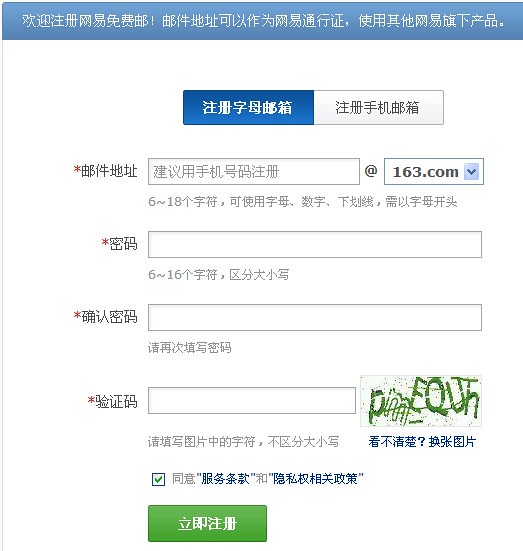 欢迎注册网易免费邮！邮件地址可以作为网易通行证，使用其他网易旗下产品。
注册字母邮箱 注册手机邮箱
*邮件地址 建议用手机号码注册 @ 163.com
6~18个字符，可使用字母、数字、下划线，需以字母开头
*密码
6~16个字符，区分大小写
*确认密码
请再次填写密码
*验证码
请填写图片中的字符，不区分大小写 看不清楚？换张图片
同意"服务条款"和"隐私权相关政策"
立即注册